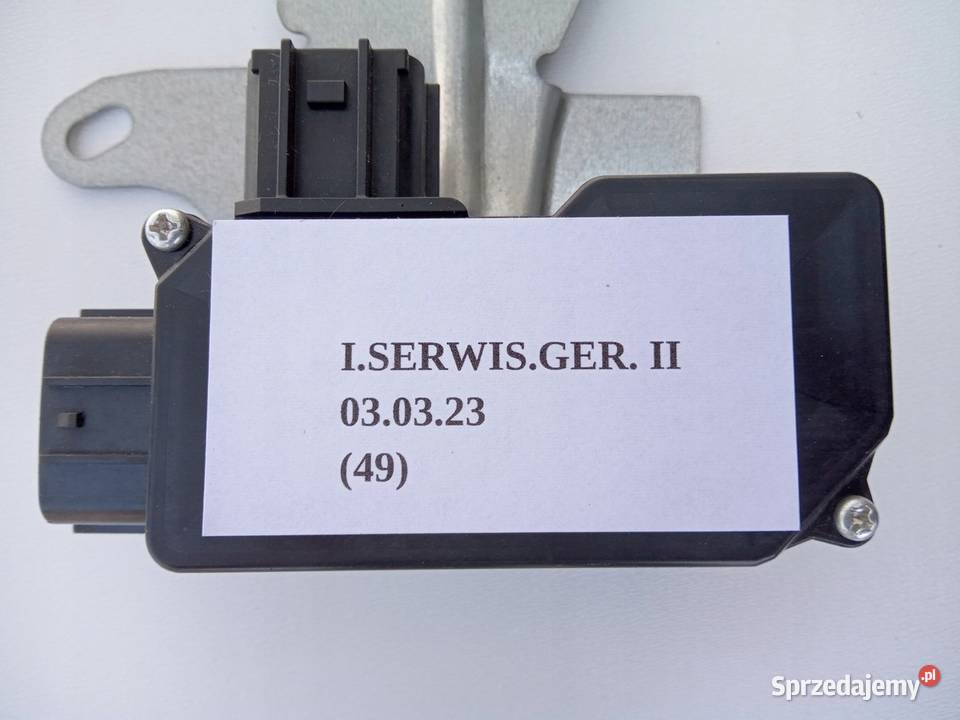 I.SERWIS.GER. II
03.03.23
(49)
Sprzedajemy.pl